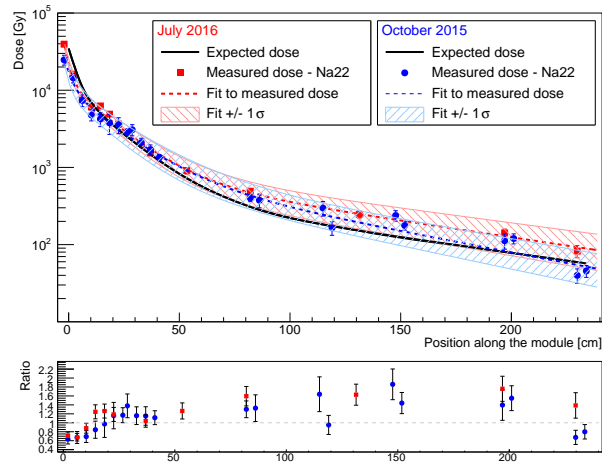 Dose [Gy]
10^5
10^4
10^3
10^2
10
July 2016
Expected dose
Measured dose - Na22
Fit to measured dose
Fit +/- 1σ
October 2015
Expected dose
Measured dose - Na22
Fit to measured dose
Fit +/- 1σ
0 50 100 150 200
Position along the module [cm]
Ratio
2.2
2
1.8
1.6
1.4
1.2
1
0.8
0.6
0.4
0 50 100 150 200